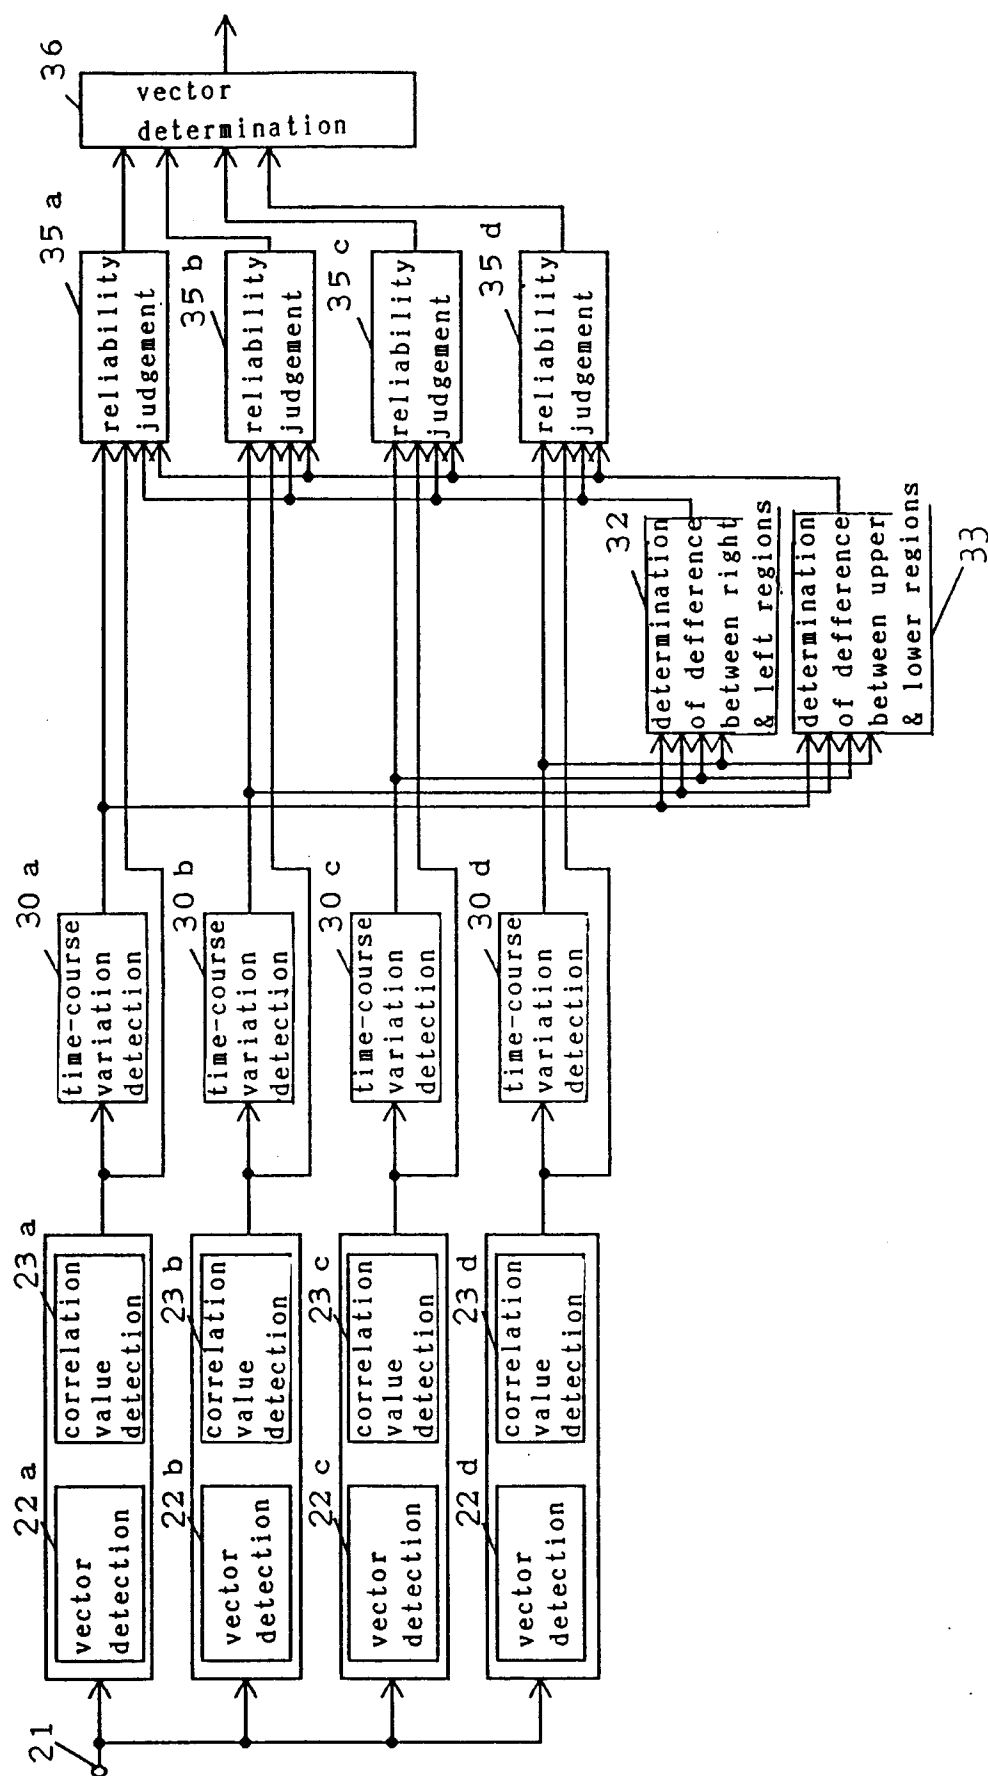 21
22 a
vector
detection
23 a
correlation
value
detection
22 b
vector
detection
23 b
correlation
value
detection
22 c
vector
detection
23 c
correlation
value
detection
22 d
vector
detection
23 d
correlation
value
detection
30 a
time-course
variation
detection
30 b
time-course
variation
detection
30 c
time-course
variation
detection
30 d
time-course
variation
detection
32
determination
of defference
between right
& left regions
33
determination
of defference
between upper
& lower regions
35 a
reliability
judgement
35 b
reliability
judgement
35 c
reliability
judgement
35 d
reliability
judgement
36
vector
determination